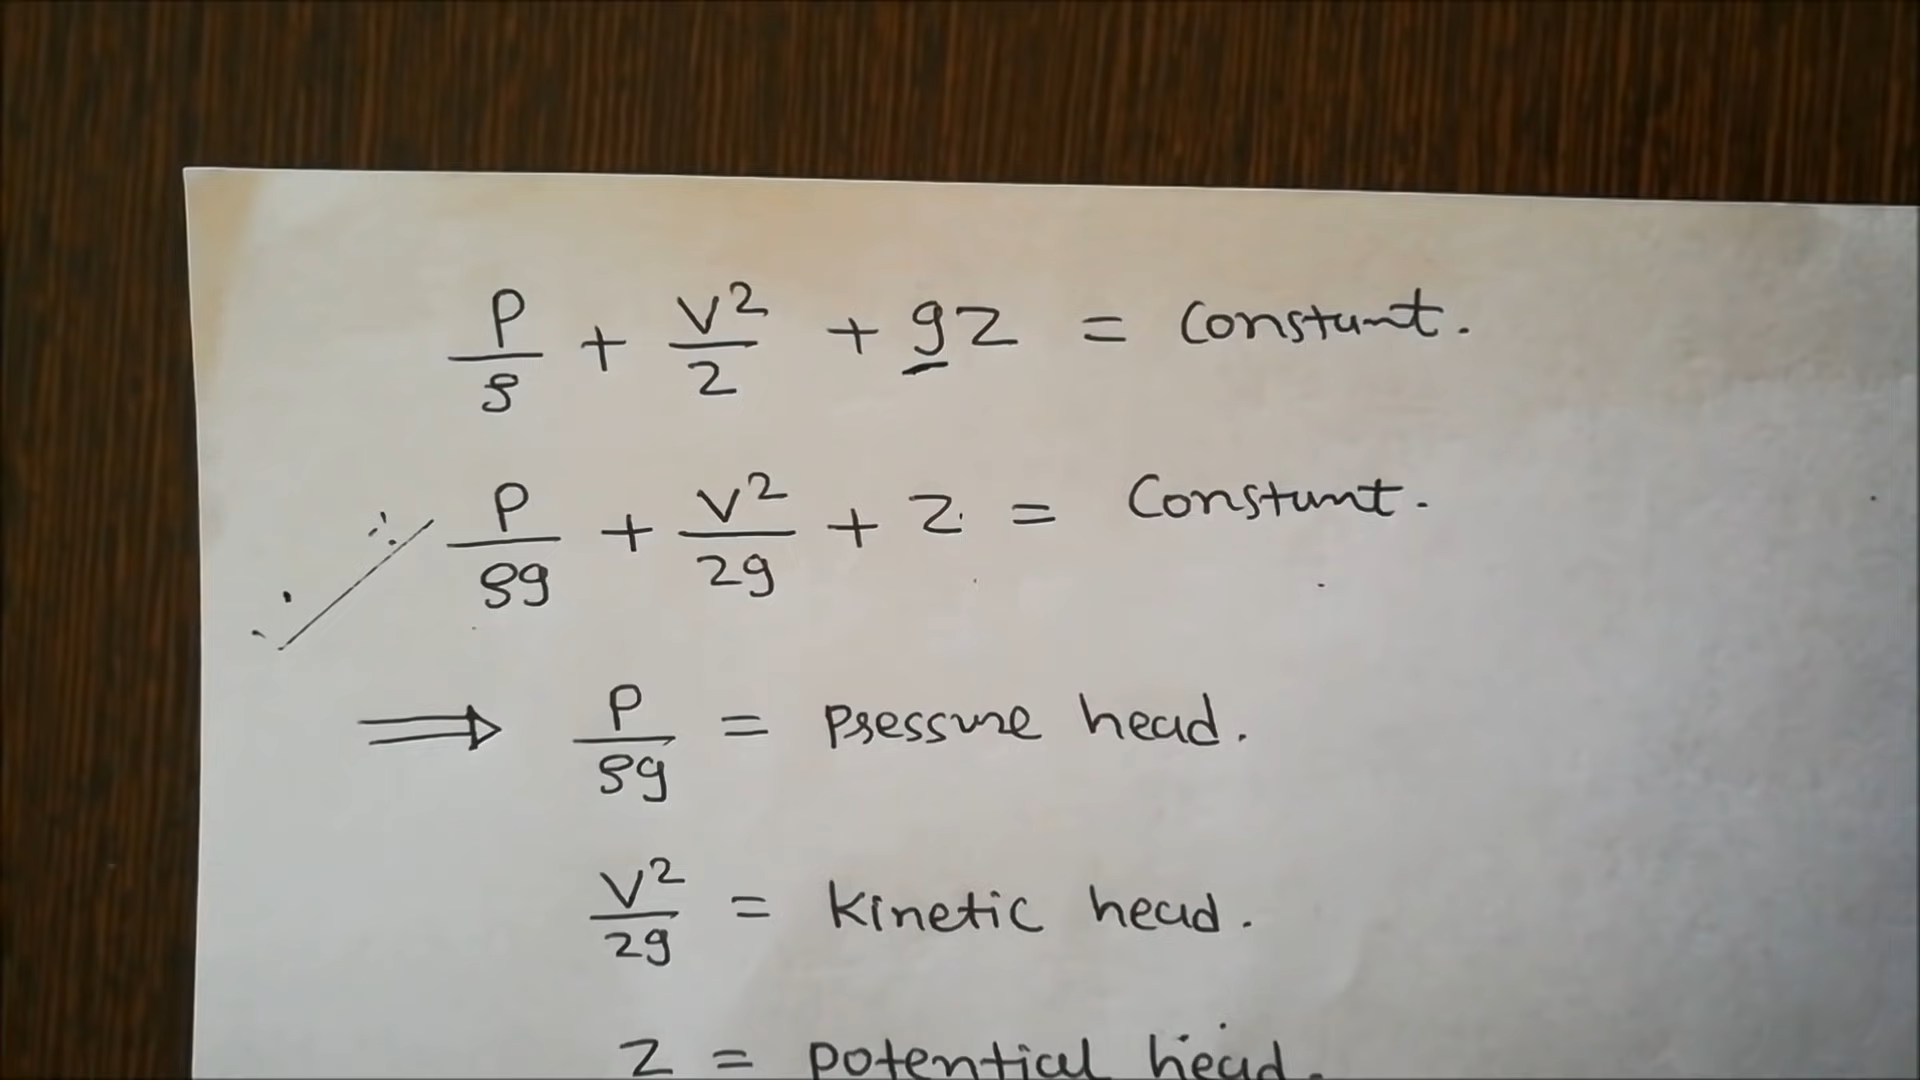 P/ρ + V²/2 + gz = Constant.
∴ P/ρg + V²/2g + z = Constant.
⇒ P/ρg = Pressure head.
V²/2g = Kinetic head.
z = potential head.